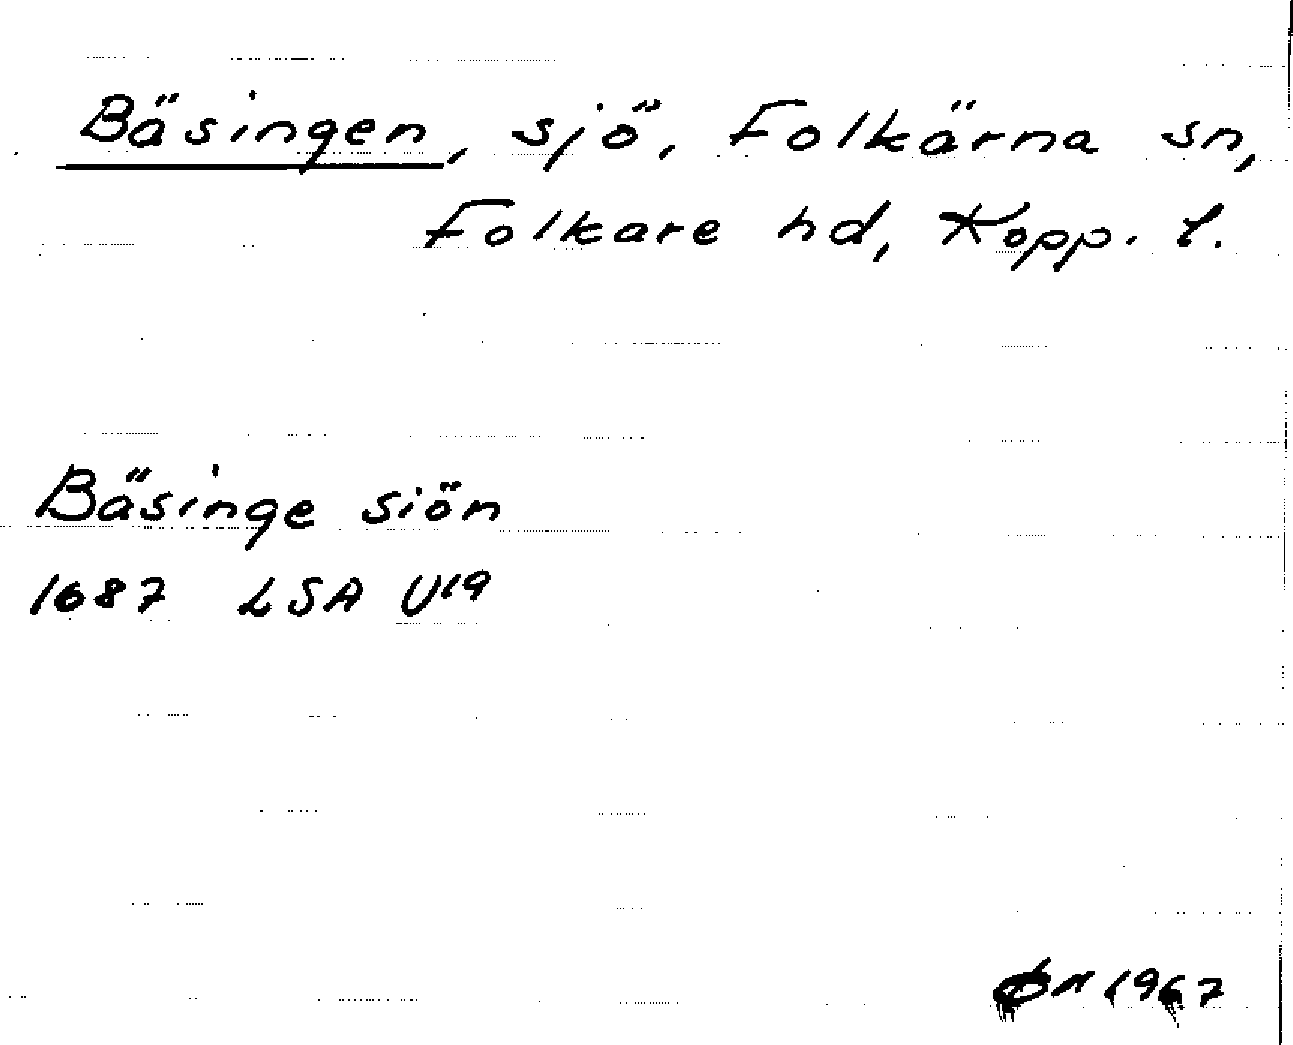 Bäsingen, sjö, Folkärna sn,
Folkare hd, Kopp. l.
Bäsinge siön
1687 LSA U19
1967